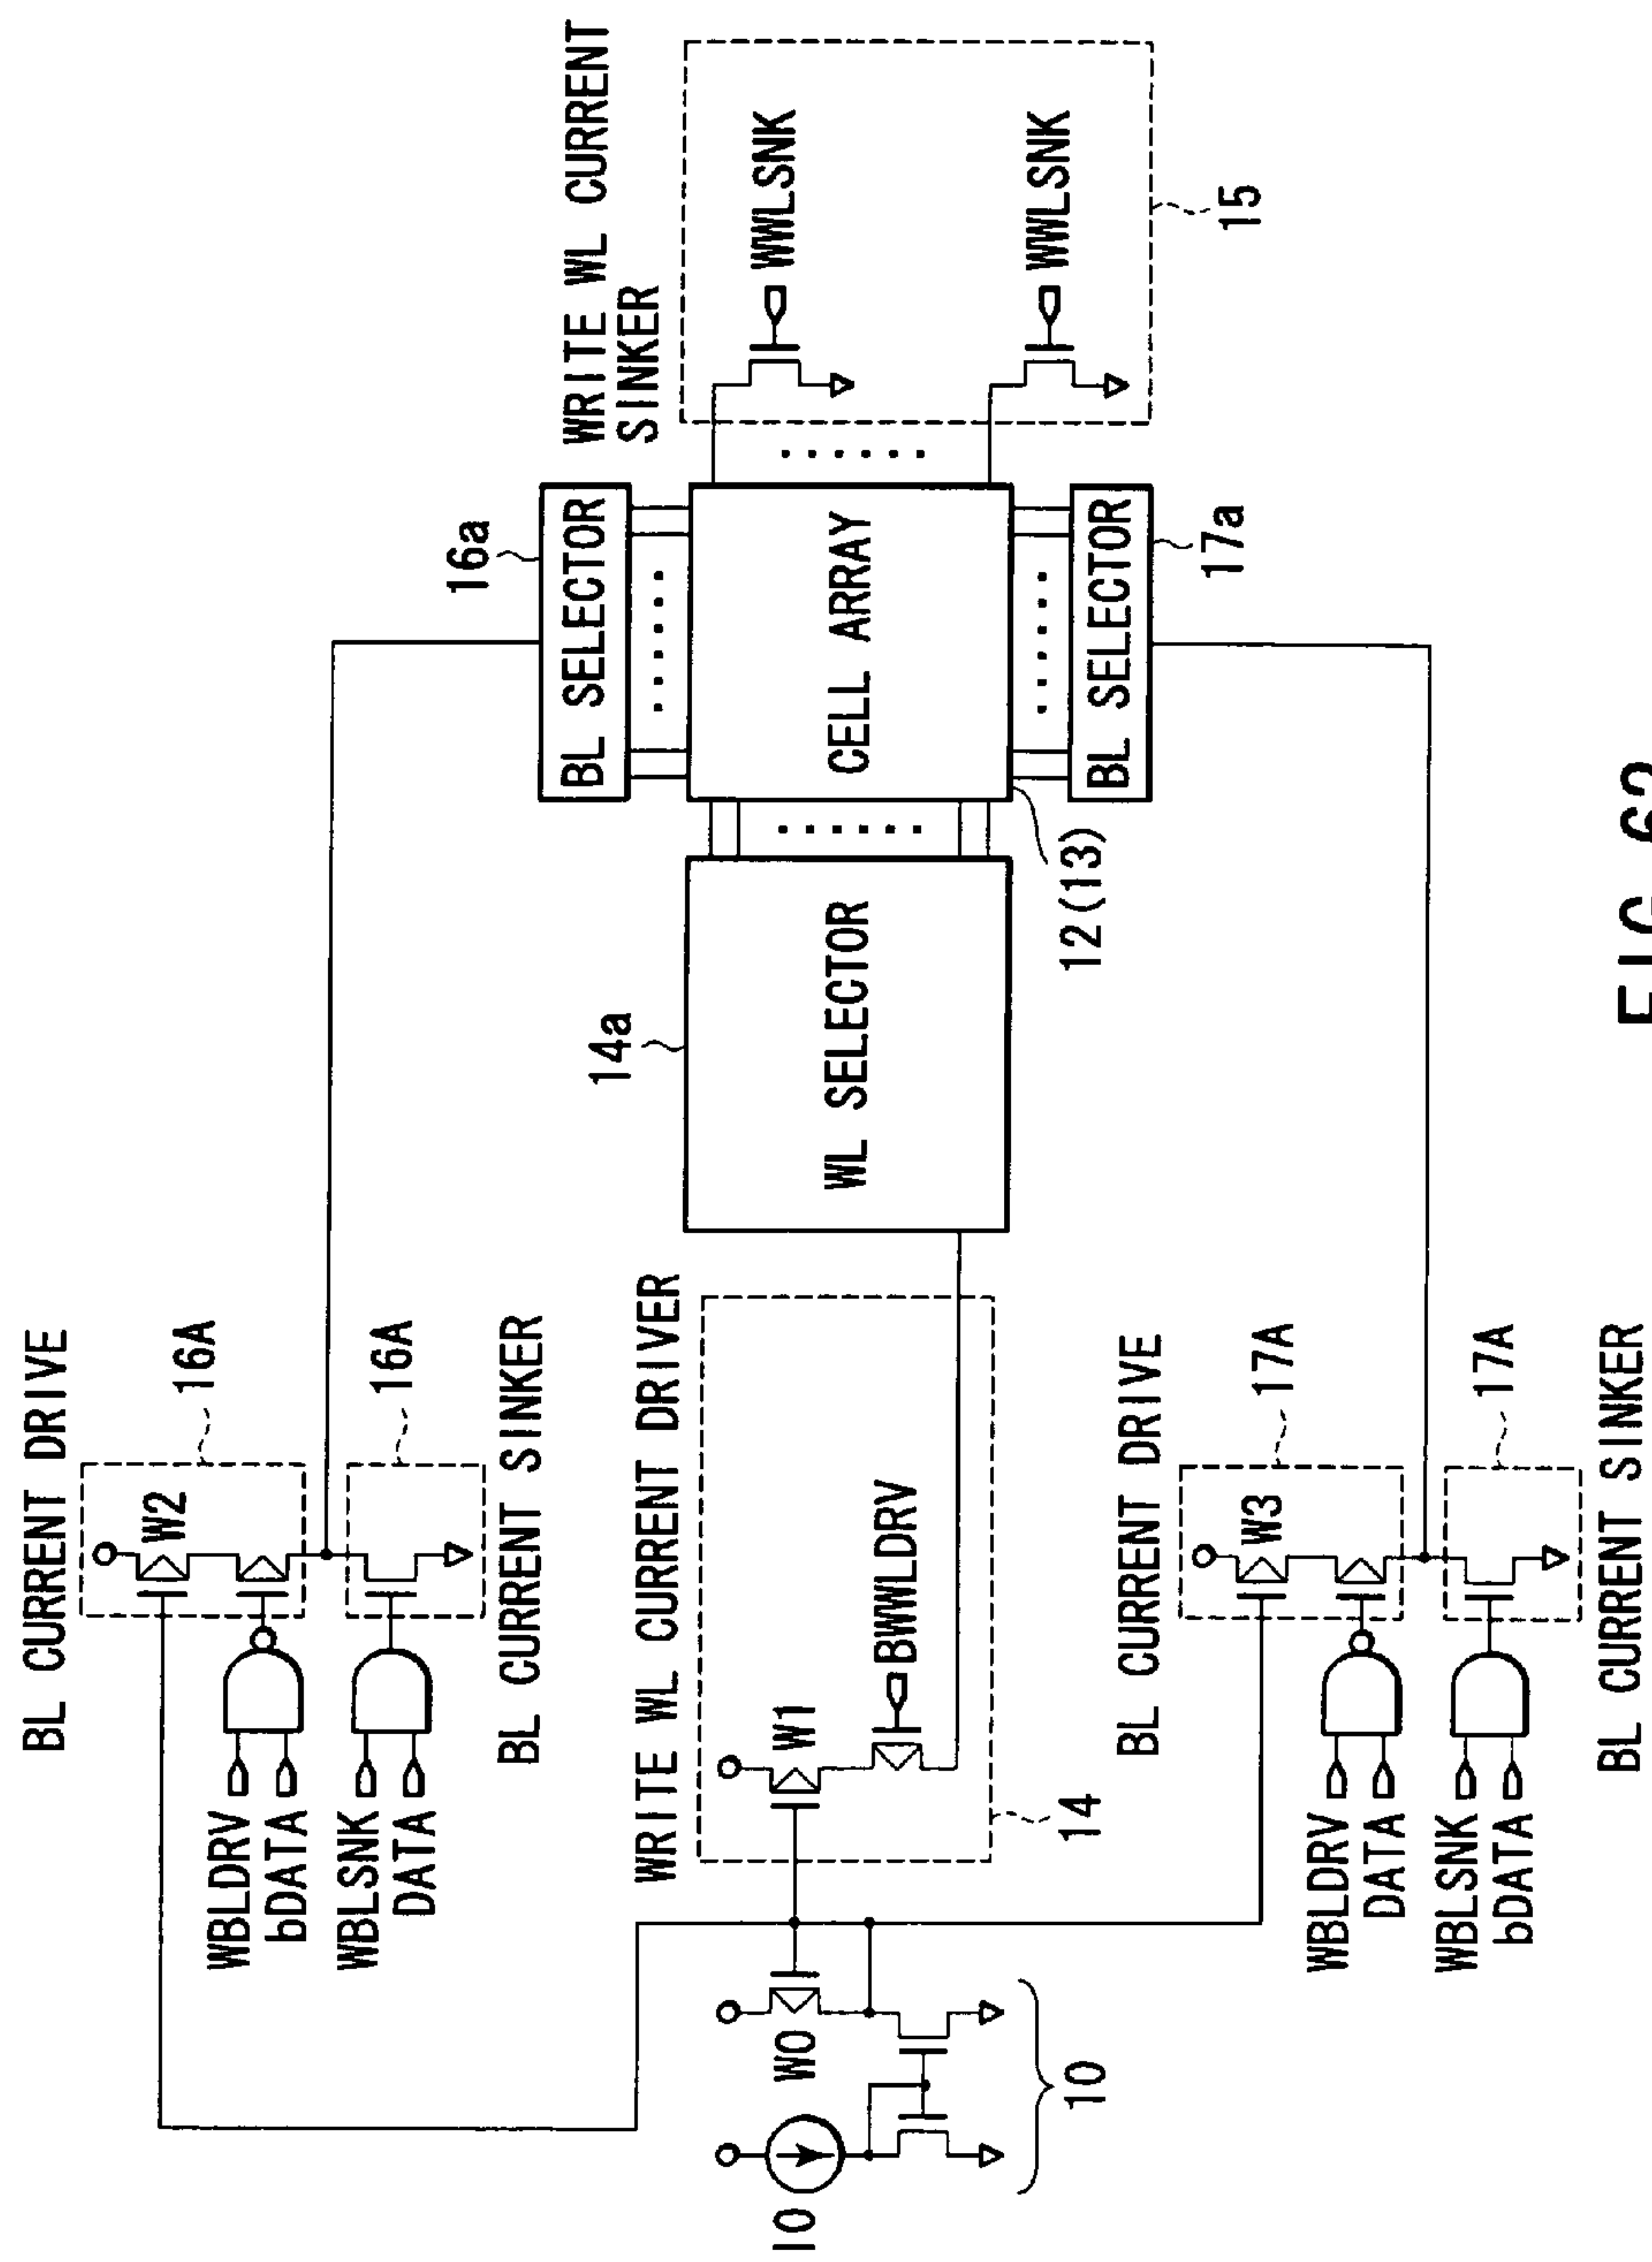 BL CURRENT DRIVE
W2
16A
WBLDRV
bDATA
WBLSNK
DATA
16A
BL CURRENT SINKER
WRITE WL CURRENT DRIVER
W1
BWWLDRV
14
I0
W0
10
14a
WL SELECTOR
16a
BL SELECTOR
CELL ARRAY
12(13)
BL SELECTOR
17a
WRITE WL CURRENT
SINKER
WWLSNK
WWLSNK
15
BL CURRENT DRIVE
W3
17A
WBLDRV
DATA
WBLSNK
bDATA
17A
BL CURRENT SINKER